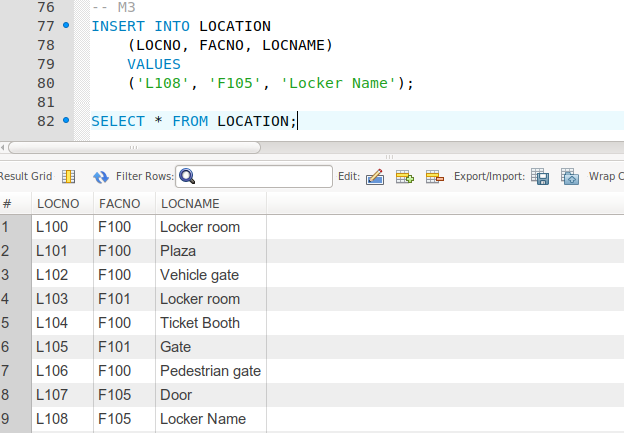 76 -- M3
77 INSERT INTO LOCATION
78 (LOCNO, FACNO, LOCNAME)
79 VALUES
80 ('L108', 'F105', 'Locker Name');
81
82 SELECT * FROM LOCATION;
Result Grid Filter Rows: Edit: Export/Import: Wrap C
# LOCNO FACNO LOCNAME
1 L100 F100 Locker room
2 L101 F100 Plaza
3 L102 F100 Vehicle gate
4 L103 F101 Locker room
5 L104 F100 Ticket Booth
6 L105 F101 Gate
7 L106 F100 Pedestrian gate
8 L107 F105 Door
9 L108 F105 Locker Name